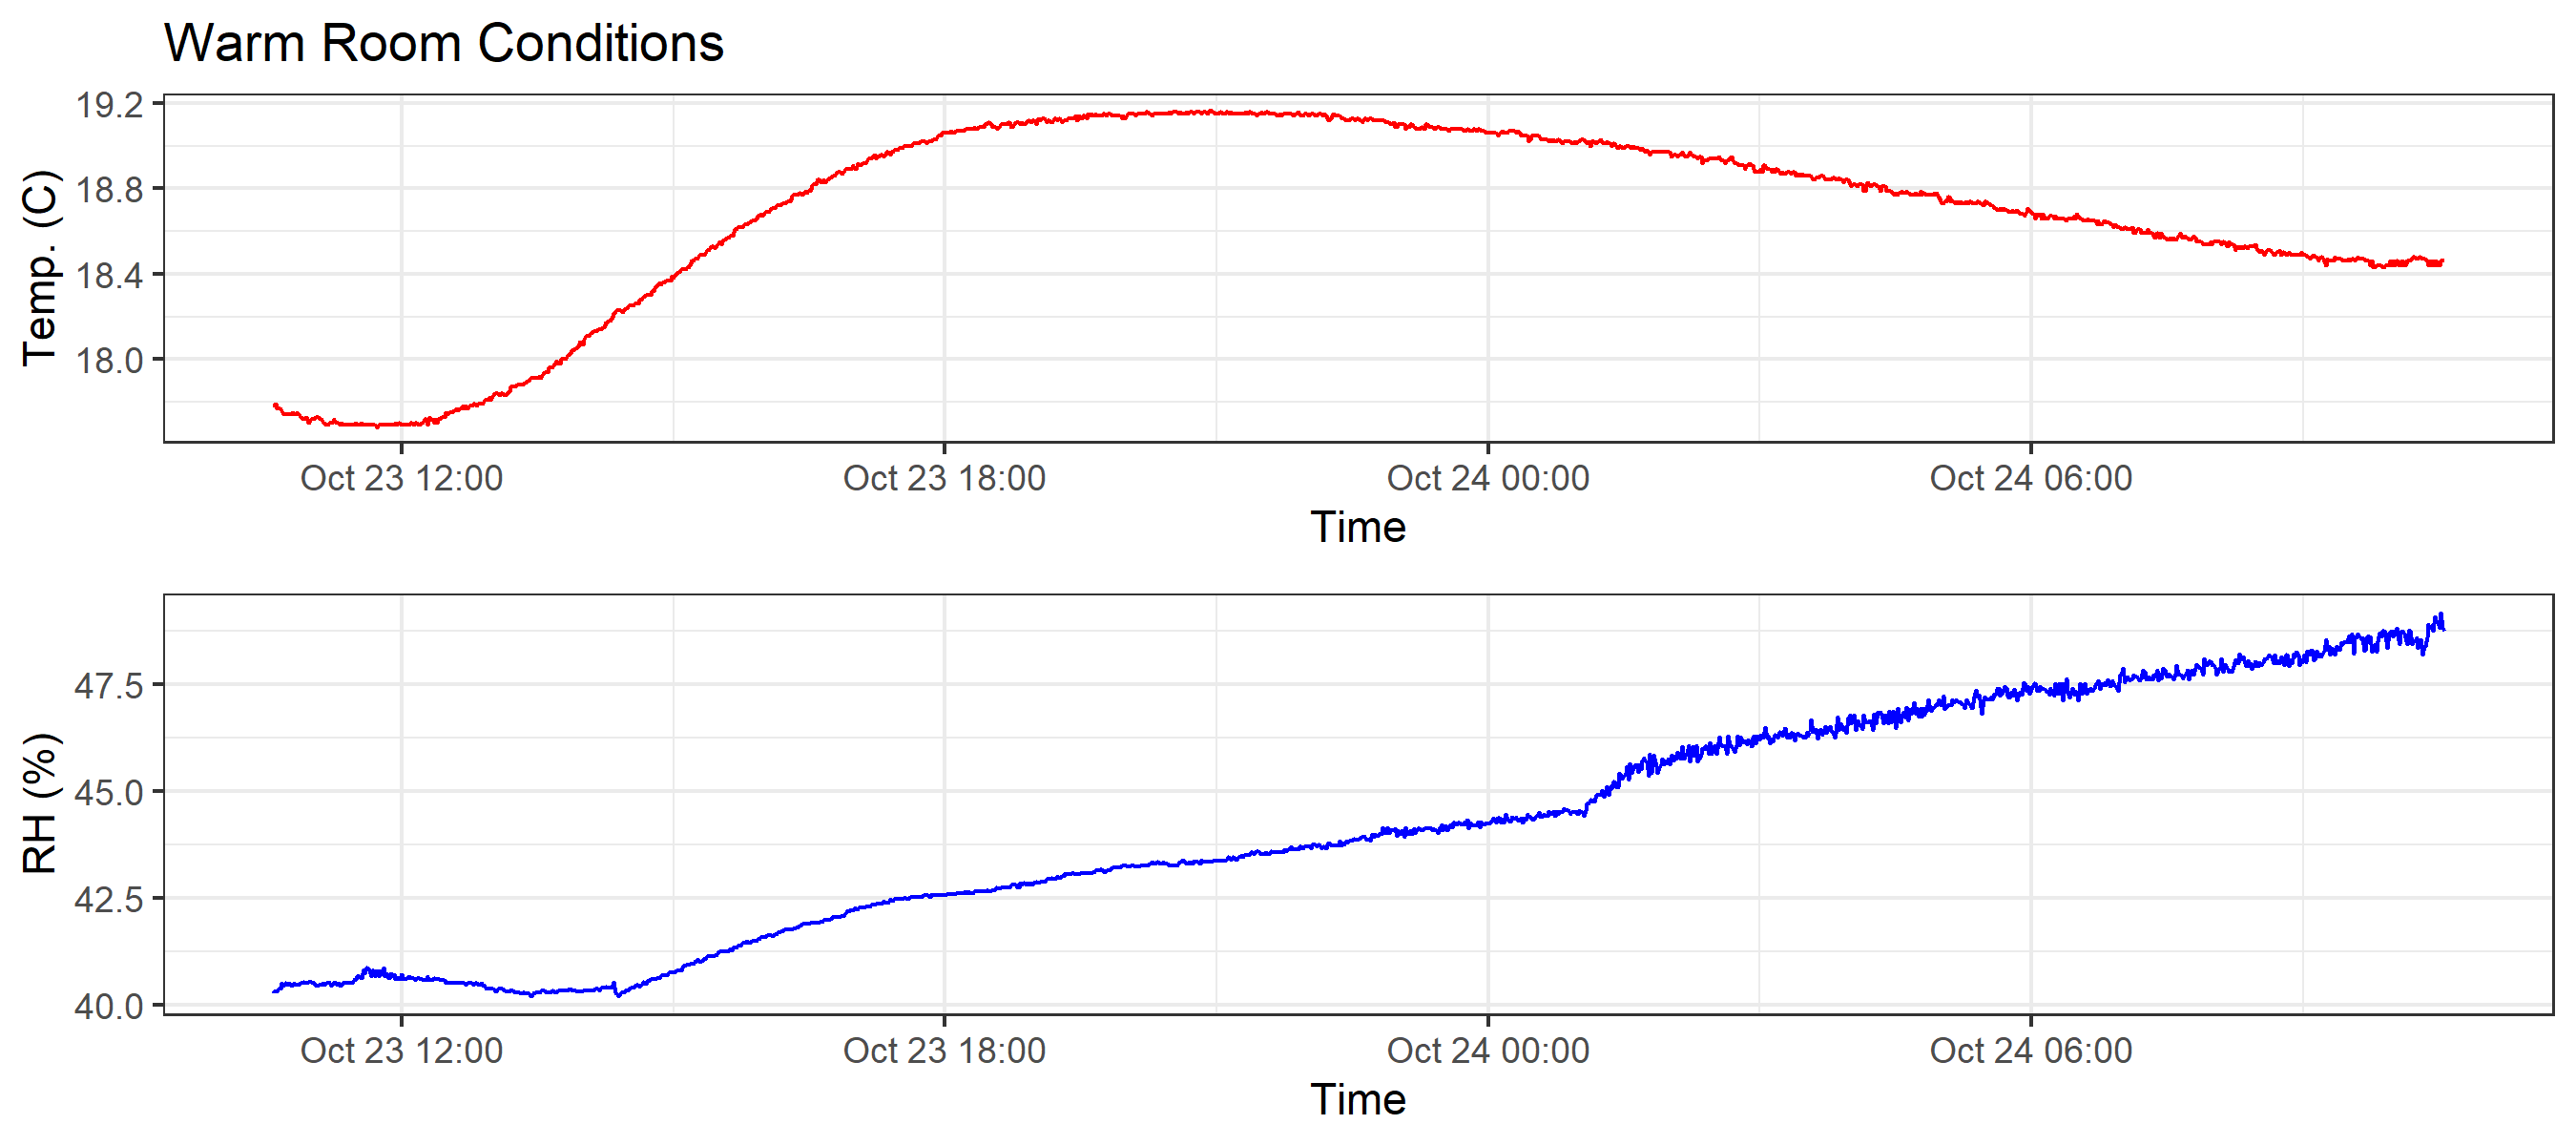 Warm Room Conditions
19.2
18.8
18.4
18.0
Temp. (C)
Oct 23 12:00 Oct 23 18:00 Oct 24 00:00 Oct 24 06:00
Time
47.5
45.0
42.5
40.0
RH (%)
Oct 23 12:00 Oct 23 18:00 Oct 24 00:00 Oct 24 06:00
Time